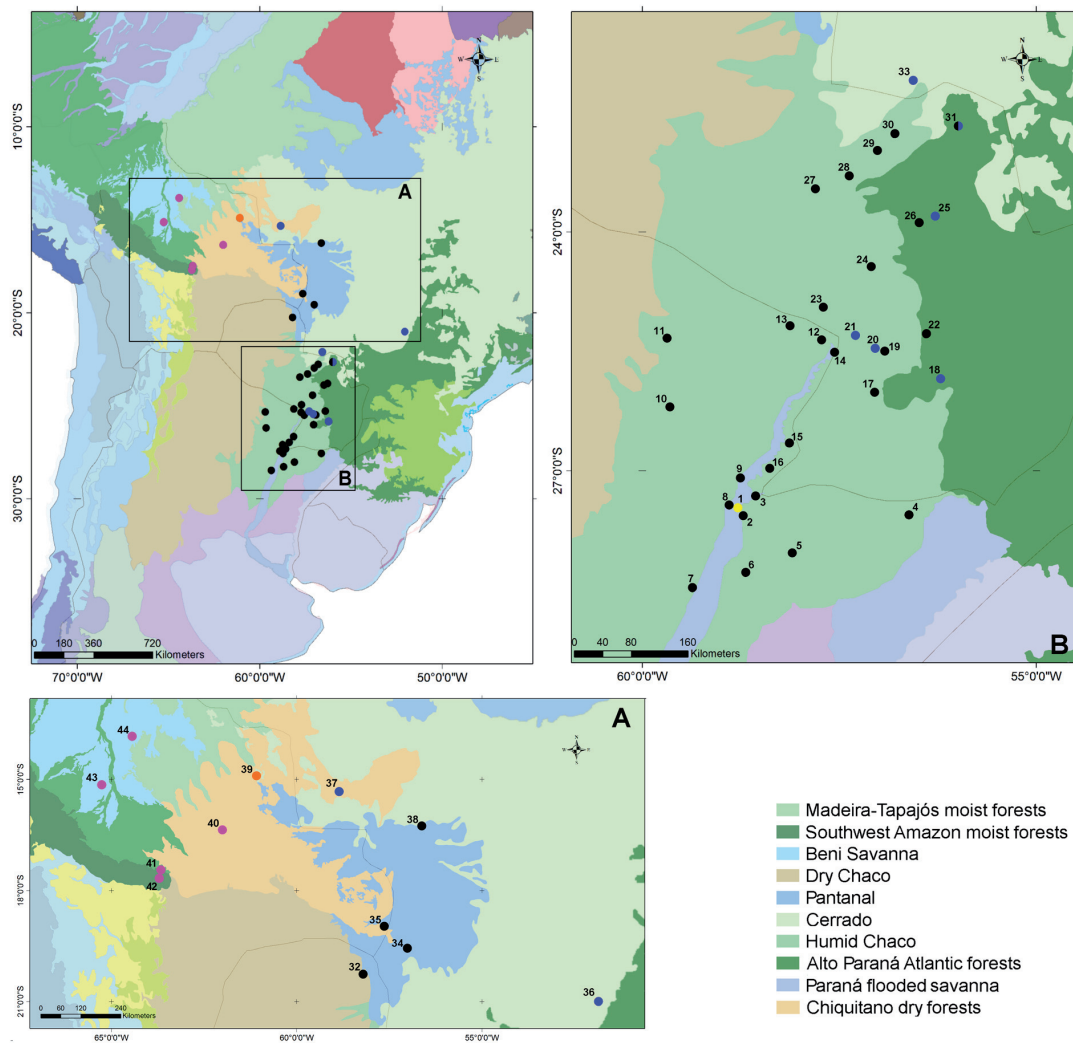 N
W E
S
10°0'0"S
A
20°0'0"S
30°0'0"S
B
0 180 360 720
Kilometers
70°0'0"W 60°0'0"W 50°0'0"W
N
W E
S
33
31
30
29
28
27
25
26
24°0'0"S
24
23
13
12
21
22
11
20
19
14
18
10
17
15
16
27°0'0"S
9
3
8
1
2
4
5
6
7
0 40 80 160
Kilometers
B
60°0'0"W 55°0'0"W
A
N
W E
S
44
39
15°0'0"S
43
37
38
40
41
18°0'0"S
42
35
34
32
36
21°0'0"S
0 60 120 240
Kilometers
65°0'0"W 60°0'0"W 55°0'0"W
Madeira-Tapajós moist forests
Southwest Amazon moist forests
Beni Savanna
Dry Chaco
Pantanal
Cerrado
Humid Chaco
Alto Paraná Atlantic forests
Paraná flooded savanna
Chiquitano dry forests